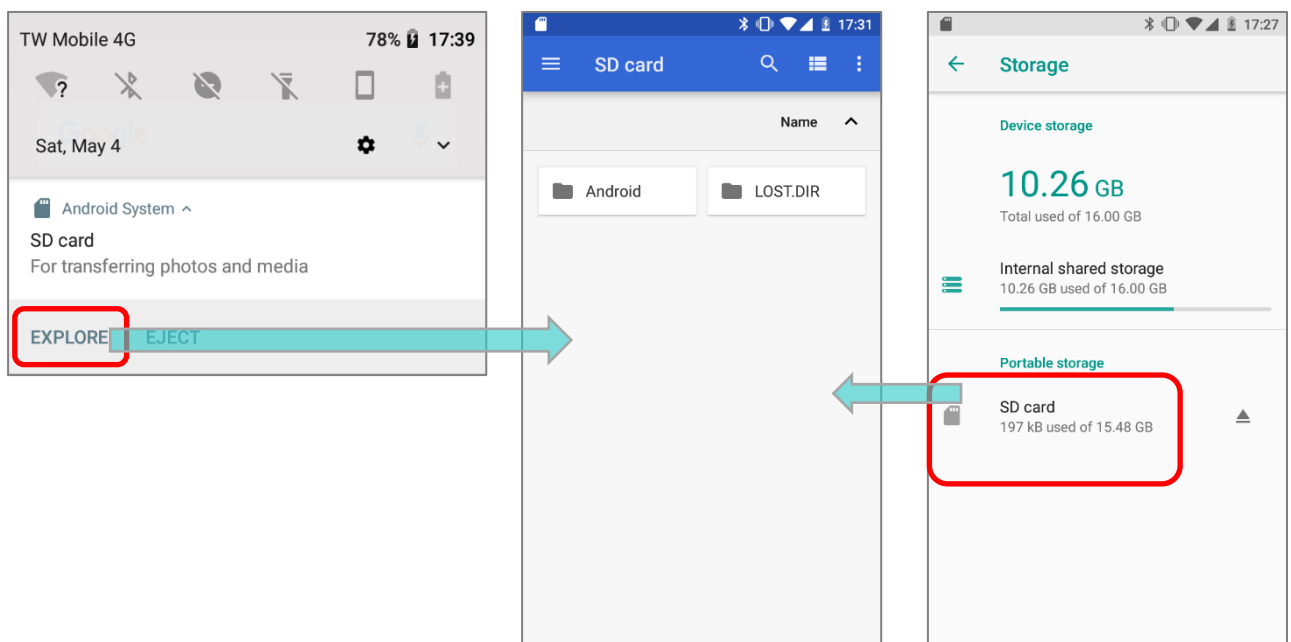 TW Mobile 4G 78% 17:39
?
Google
Sat, May 4
Android System
SD card
For transferring photos and media
EXPLORE EJECT
17:31
SD card
Name
Android LOST.DIR
17:27
Storage
Device storage
10.26 GB
Total used of 16.00 GB
Internal shared storage
10.26 GB used of 16.00 GB
Portable storage
SD card
197 kB used of 15.48 GB